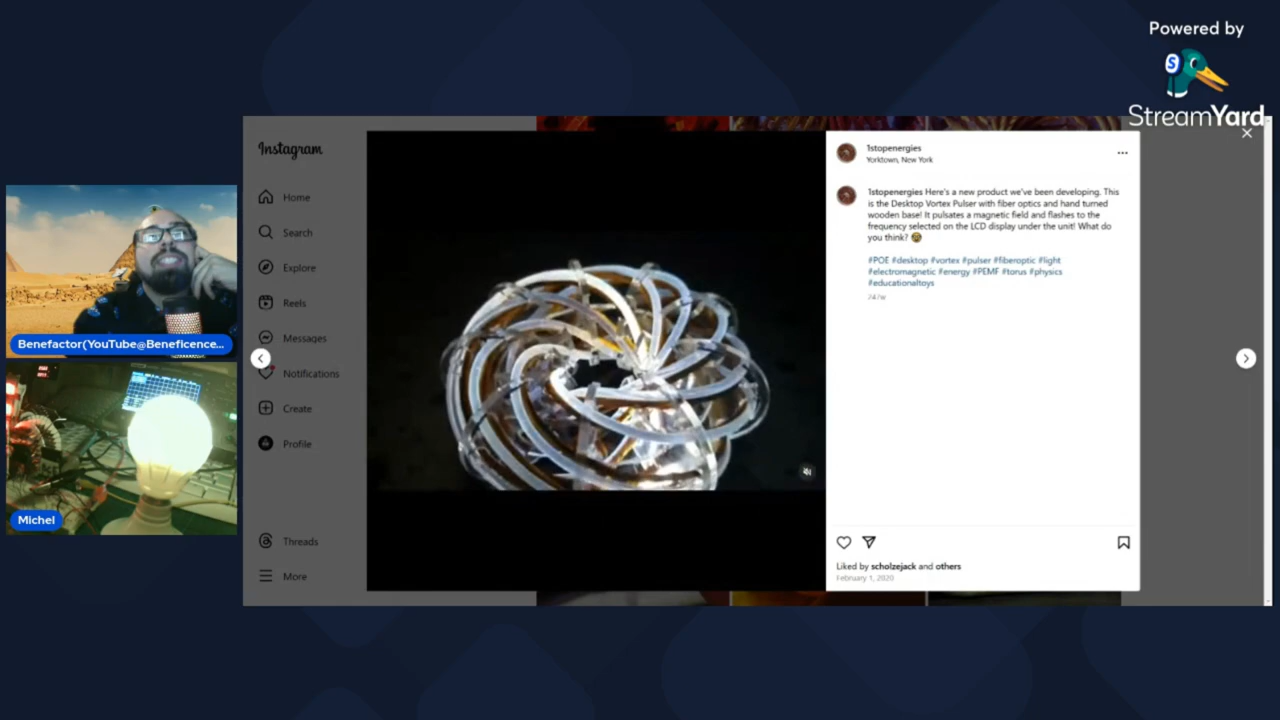 Powered by
StreamYard
Instagram
Home
Search
Explore
Reels
Messages
Notifications
Create
Profile
Threads
More
Benefactor(YouTube@Beneficence...
Michel
1stopenergies
Yorktown, New York
1stopenergies Here's a new product we've been developing. This
is the Desktop Vortex Pulser with fiber optics and hand turned
wooden base! It pulsates a magnetic field and flashes to the
frequency selected on the LCD display under the unit! What do
you think? 😀
#POE #desktop #vortex #pulser #fiberoptic #light
#electromagnetic #energy #PEMF #torus #physics
#educationaltoys
747w
Liked by scholzejack and others
February 1, 2020